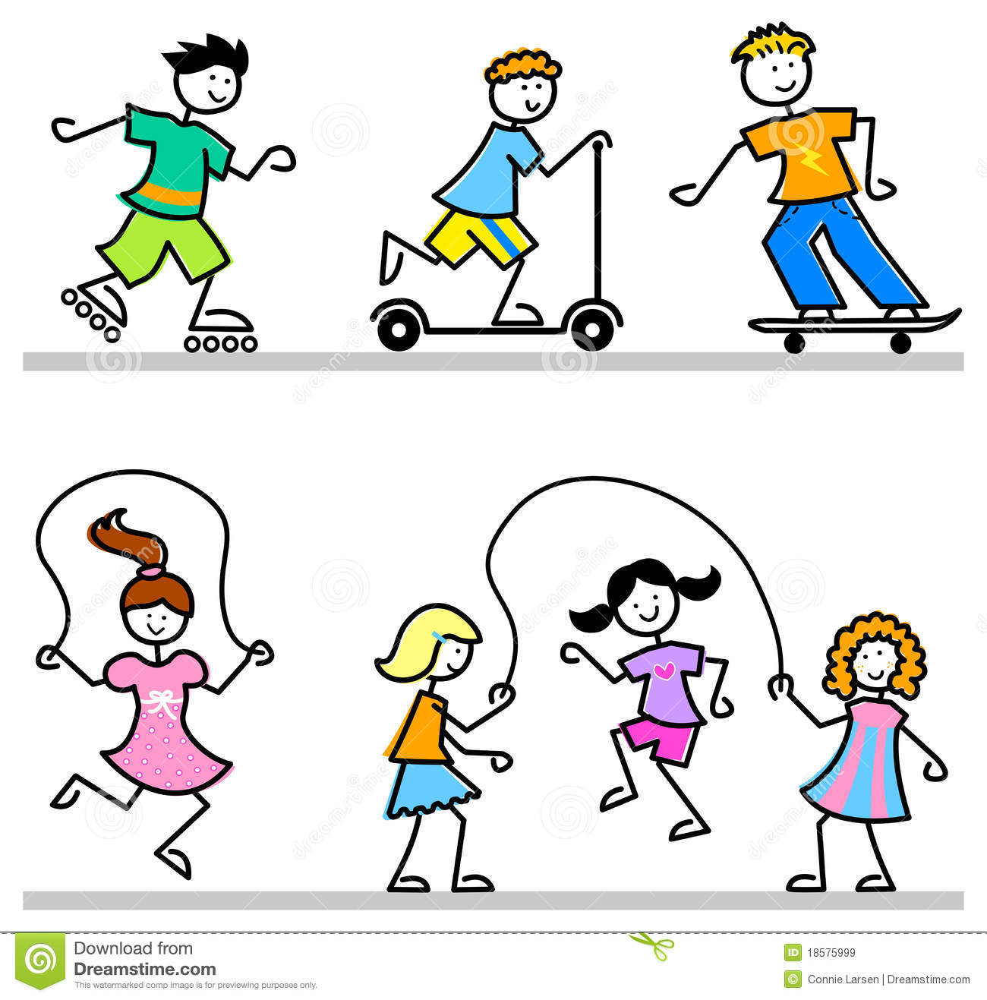 Download from
Dreamstime.com
This watermarked comp image is for previewing purposes only.
ID 18575999
© Connie Larsen | Dreamstime.com
dreamstime